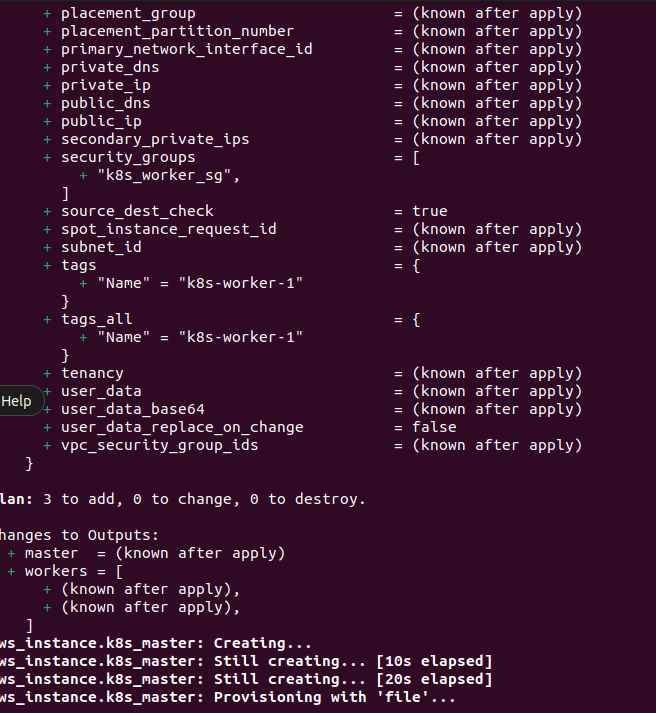 + placement_group = (known after apply)
+ placement_partition_number = (known after apply)
+ primary_network_interface_id = (known after apply)
+ private_dns = (known after apply)
+ private_ip = (known after apply)
+ public_dns = (known after apply)
+ public_ip = (known after apply)
+ secondary_private_ips = (known after apply)
+ security_groups = [
+ "k8s_worker_sg",
]
+ source_dest_check = true
+ spot_instance_request_id = (known after apply)
+ subnet_id = (known after apply)
+ tags = {
+ "Name" = "k8s-worker-1"
}
+ tags_all = {
+ "Name" = "k8s-worker-1"
}
+ tenancy = (known after apply)
+ user_data = (known after apply)
Help
+ user_data_base64 = (known after apply)
+ user_data_replace_on_change = false
+ vpc_security_group_ids = (known after apply)
}
lan: 3 to add, 0 to change, 0 to destroy.
hanges to Outputs:
+ master = (known after apply)
+ workers = [
+ (known after apply),
+ (known after apply),
]
ws_instance.k8s_master: Creating...
ws_instance.k8s_master: Still creating... [10s elapsed]
ws_instance.k8s_master: Still creating... [20s elapsed]
ws_instance.k8s_master: Provisioning with 'file'...